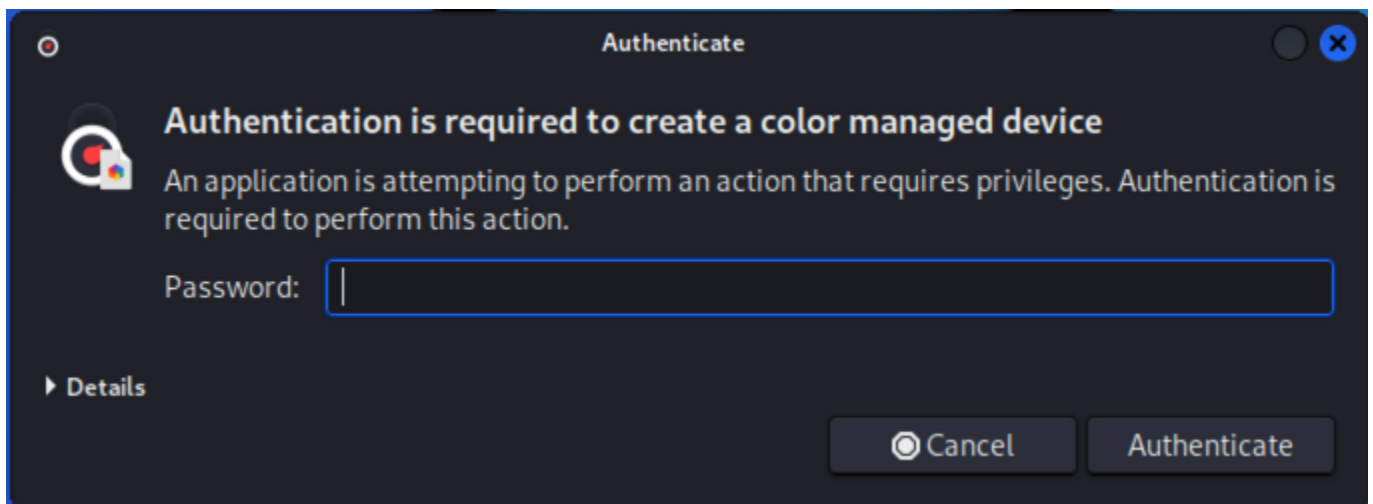 Authenticate
Authentication is required to create a color managed device
An application is attempting to perform an action that requires privileges. Authentication is
required to perform this action.
Password:
Details
Cancel
Authenticate